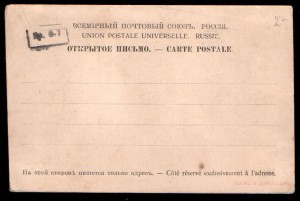 ВСЕМІРНЫЙ ПОЧТОВЫЙ СОЮЗЪ. РОССІЯ.
UNION POSTALE UNIVERSELLE. RUSSIE.
ОТКРЫТОЕ ПИСЬМО. — CARTE POSTALE.
На этой сторонѣ пишется только адресъ. — Côté réservé exclusivement à l'adresse.